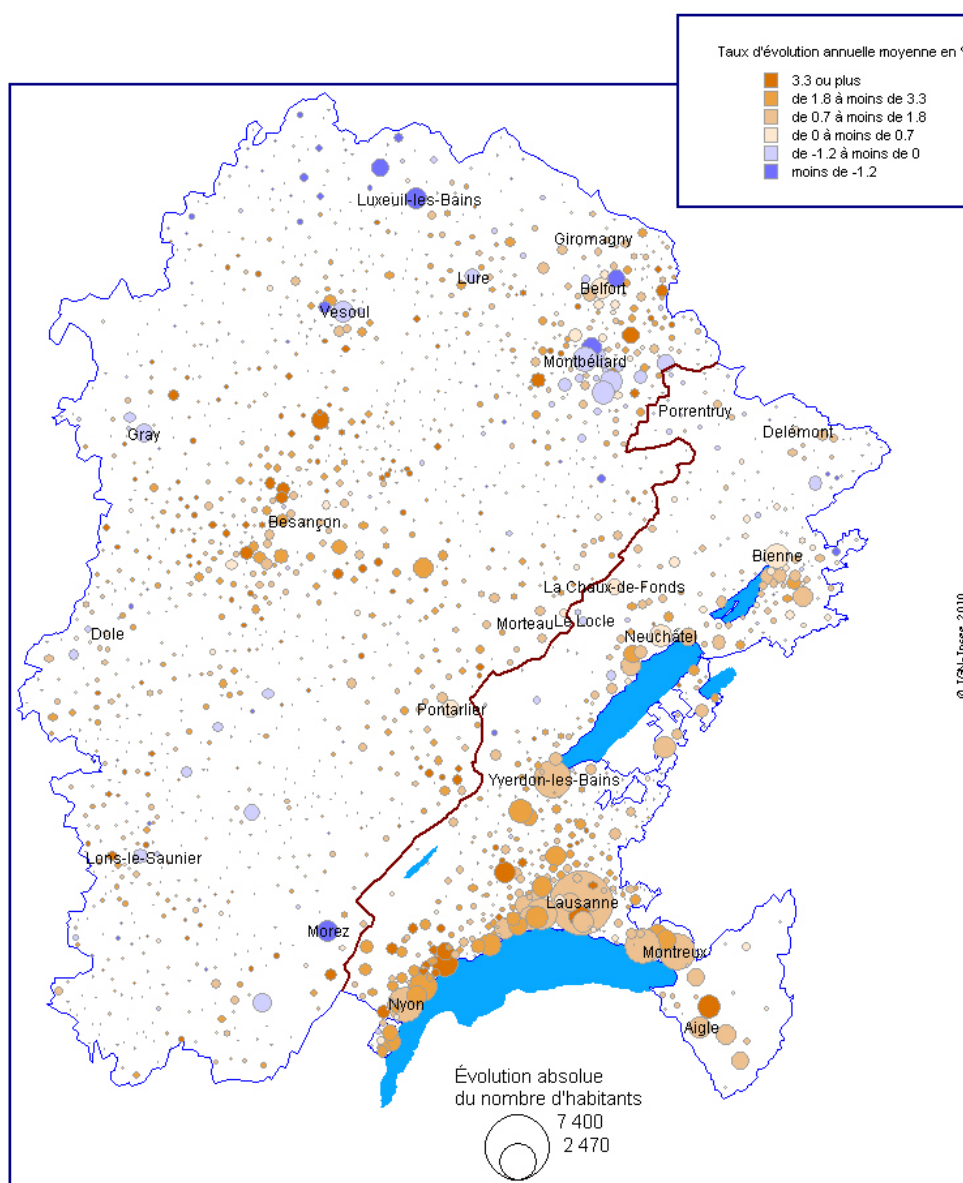 Taux d'évolution annuelle moyenne en %
3.3 ou plus
de 1.8 à moins de 3.3
de 0.7 à moins de 1.8
de 0 à moins de 0.7
de -1.2 à moins de 0
moins de -1.2
Luxeuil-les-Bains
Giromagny
Lure
Belfort
Vesoul
Montbéliard
Porrentruy
Delémont
Gray
Besançon
Bienne
La Chaux-de-Fonds
Morteau
Le Locle
Neuchâtel
Dole
Pontarlier
Yverdon-les-Bains
Lons-le-Saunier
Lausanne
Morez
Montreux
Nyon
Aigle
© IGN-Insee 2010
Évolution absolue
du nombre d'habitants
7 400
2 470